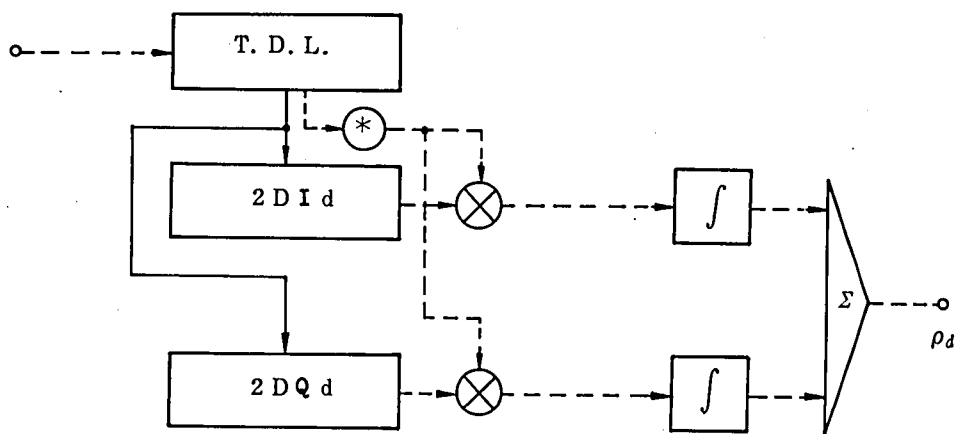 T. D. L.
*
2 D I d
∫
Σ
ρd
2 D Q d
∫